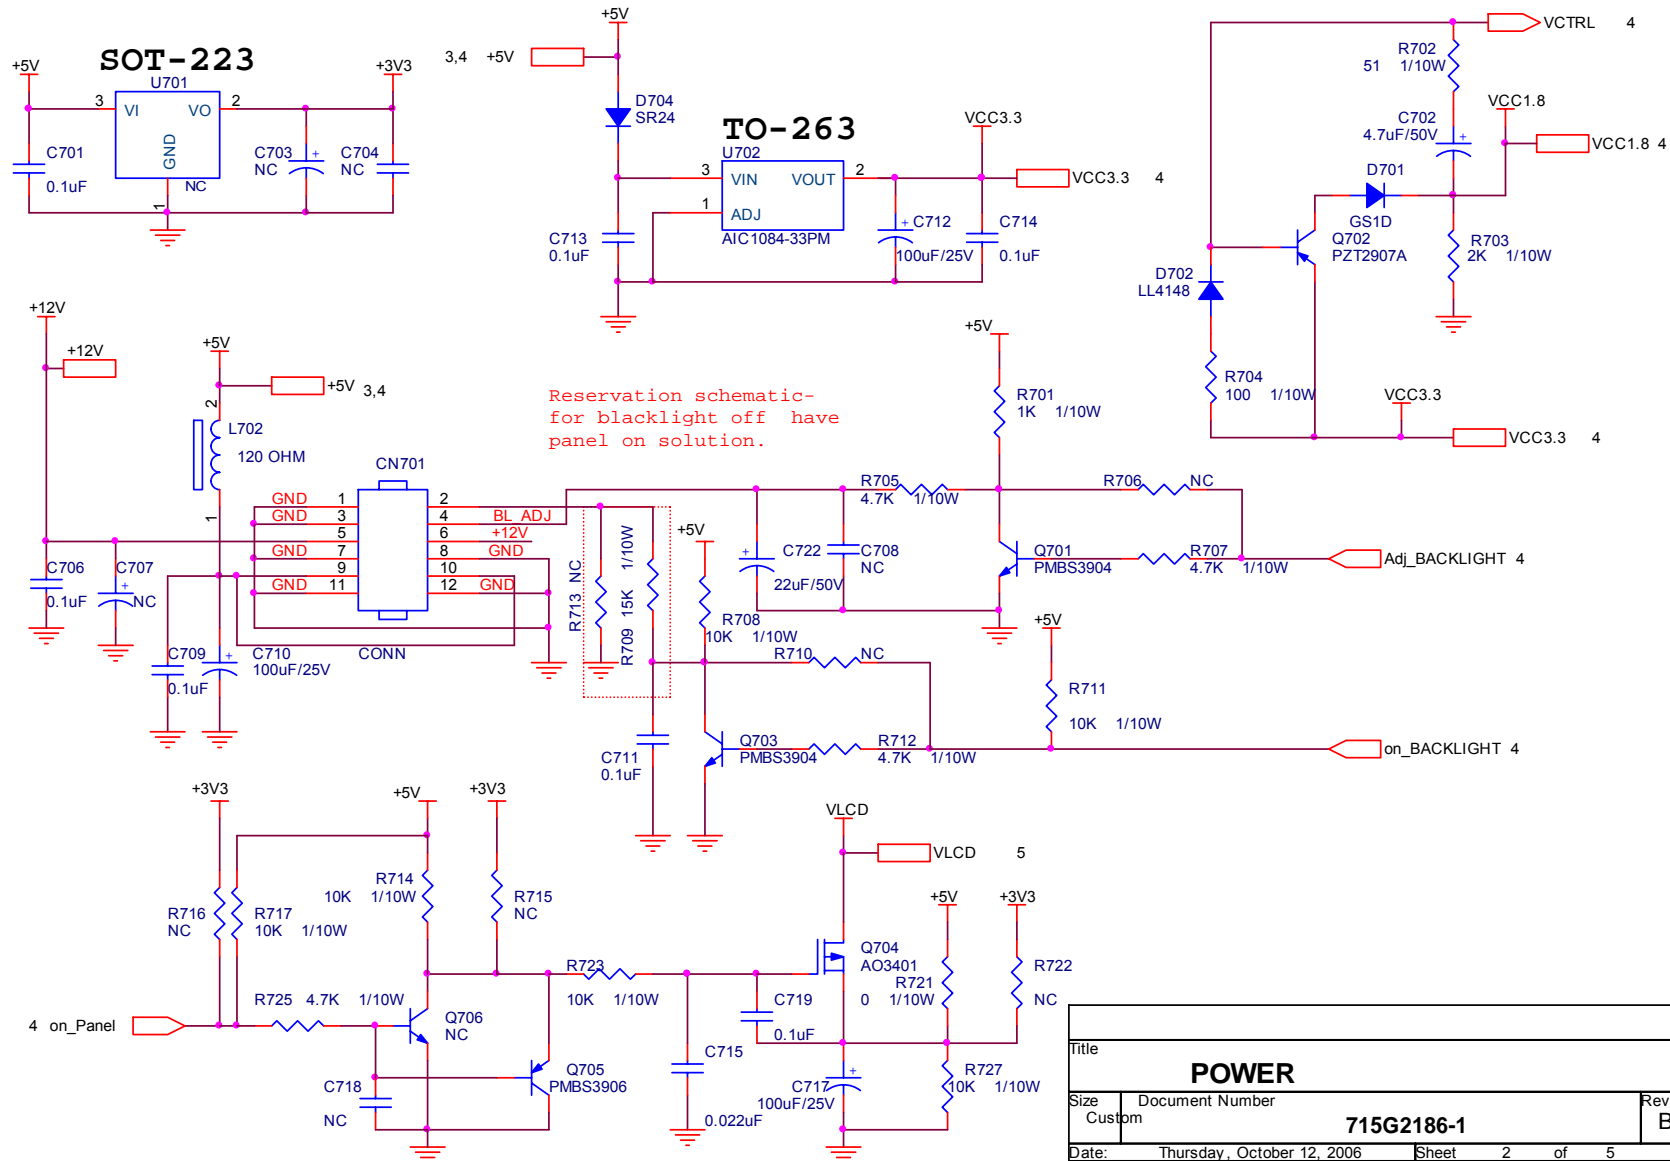 SOT-223
+5V
+3V3
U701
3 VI VO 2
GND
NC
1
C701
0.1uF
C703
NC
C704
NC
+5V
3,4 +5V
D704
SR24
TO-263
U702
3 VIN VOUT 2
1 ADJ
AIC1084-33PM
C713
0.1uF
VCC3.3
VCC3.3 4
C712
100uF/25V
C714
0.1uF
VCTRL 4
R702
51 1/10W
C702
4.7uF/50V
VCC1.8
VCC1.8 4
D701
GS1D
Q702
PZT2907A
R703
2K 1/10W
D702
LL4148
R704
100 1/10W
VCC3.3
VCC3.3 4
+12V
+12V
+5V
+5V 3,4
2
L702
120 OHM
1
Reservation schematic-
for blacklight off have
panel on solution.
CN701
GND 1 2
GND 3 4 BL_ADJ
5 6 +12V
GND 7 8 GND
9 10
GND 11 12 GND
CONN
C706
0.1uF
C707
NC
C709
0.1uF
C710
100uF/25V
R713 NC
R709 15K 1/10W
+5V
R708
10K 1/10W
C722
22uF/50V
C708
NC
R705
4.7K 1/10W
+5V
R701
1K 1/10W
R706 NC
Q701
PMBS3904
R707
4.7K 1/10W
Adj_BACKLIGHT 4
R710 NC
+5V
R711
10K 1/10W
C711
0.1uF
Q703
PMBS3904
R712
4.7K 1/10W
on_BACKLIGHT 4
+3V3
+5V
+3V3
R716
NC
R717
10K 1/10W
R714
10K 1/10W
R715
NC
4 on_Panel
R725 4.7K 1/10W
Q706
NC
C718
NC
Q705
PMBS3906
R723
10K 1/10W
C715
0.022uF
VLCD
VLCD 5
Q704
AO3401
C719
0.1uF
+5V
+3V3
R721
0 1/10W
R722
NC
C717
100uF/25V
R727
10K 1/10W
Title
POWER
Size
Custom
Document Number
715G2186-1
Rev
B
Date: Thursday, October 12, 2006
Sheet 2 of 5